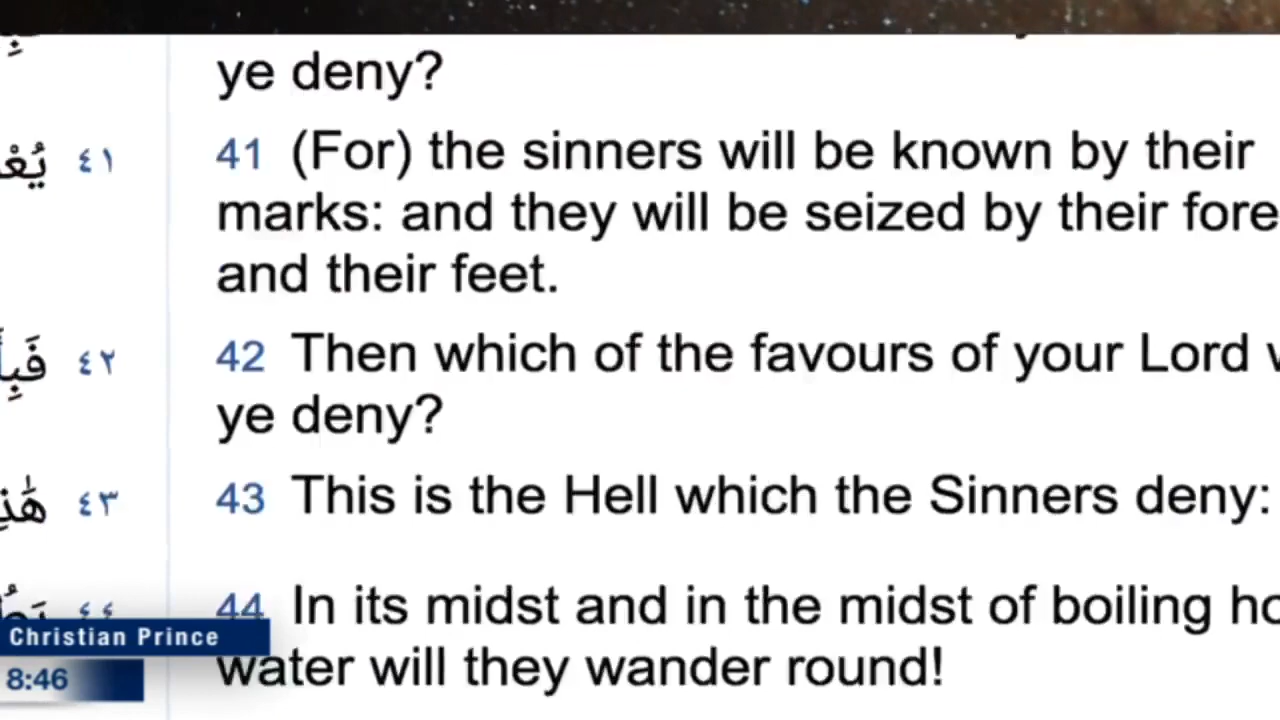 ye deny?
٤١ 41 (For) the sinners will be known by their
marks: and they will be seized by their fore
and their feet.
٤٢ 42 Then which of the favours of your Lord
ye deny?
هَٰذِ ٤٣ 43 This is the Hell which the Sinners deny:
٤٤ 44 In its midst and in the midst of boiling
Christian Prince
water will they wander round!
8:46